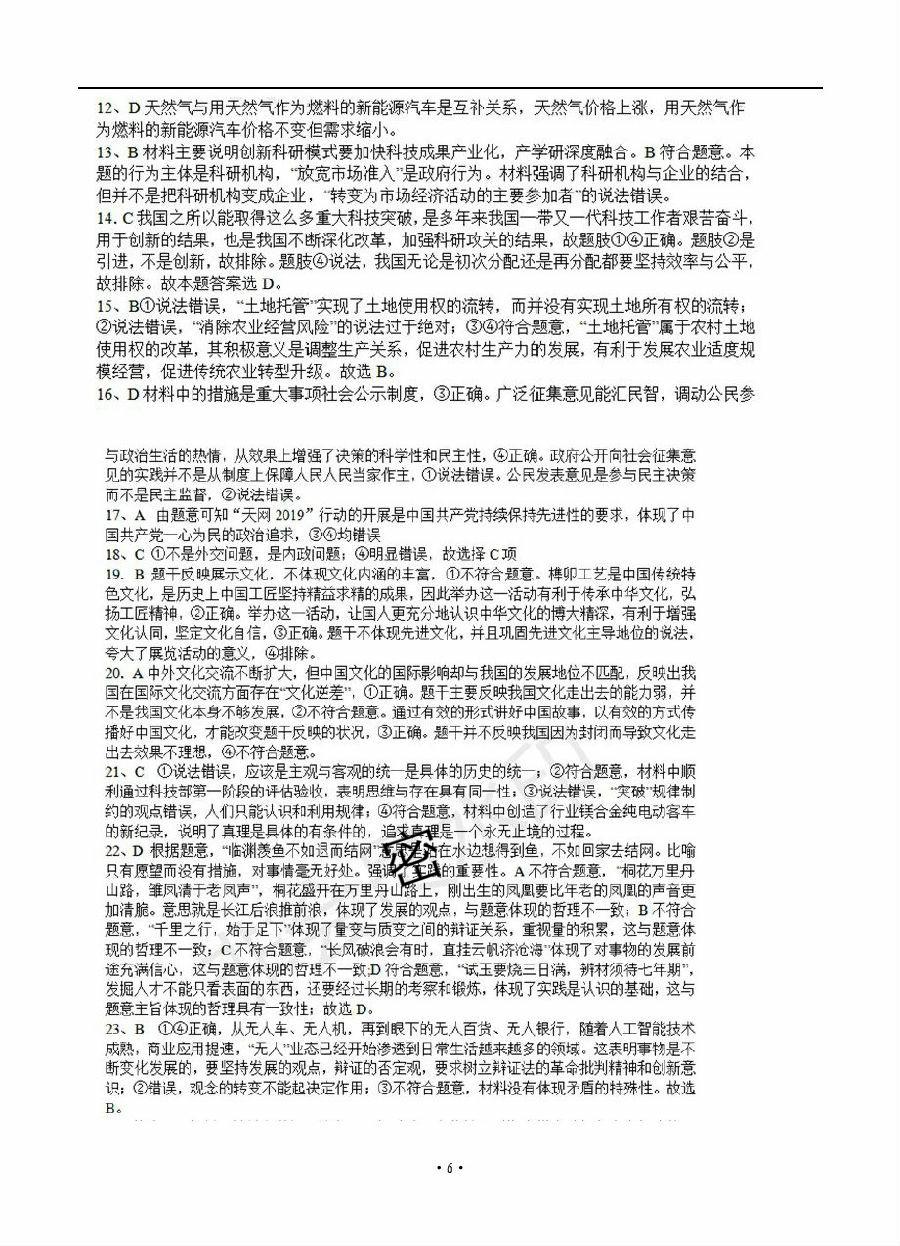 12、D 天然气与用天然气作为燃料的新能源汽车是互补关系，天然气价格上涨，用天然气作
为燃料的新能源汽车价格不变但需求缩小。
13、B 材料主要说明创新科研模式要加快科技成果产业化，产学研深度融合。B 符合题意。本
题的行为主体是科研机构，“放宽市场准入”是政府行为。材料强调了科研机构与企业的结合，
但并不是把科研机构变成企业，“转变为市场经济活动的主要参加者”的说法错误。
14. C 我国之所以能取得这么多重大科技突破，是多年来我国一带又一代科技工作者艰苦奋斗，
用于创新的结果，也是我国不断深化改革，加强科研攻关的结果，故题肢①④正确。题肢②是
引进，不是创新，故排除。题肢④说法，我国无论是初次分配还是再分配都要坚持效率与公平，
故排除。故本题答案选 D。
15、B①说法错误，“土地托管”实现了土地使用权的流转，而并没有实现土地所有权的流转；
②说法错误，“消除农业经营风险”的说法过于绝对；③④符合题意，“土地托管”属于农村土地
使用权的改革，其积极意义是调整生产关系，促进农村生产力的发展，有利于发展农业适度规
模经营，促进传统农业转型升级。故选 B。
16、D 材料中的措施是重大事项社会公示制度，③正确。广泛征集意见能汇民智，调动公民参
与政治生活的热情，从效果上增强了决策的科学性和民主性，④正确。政府公开向社会征集意
见的实践并不是从制度上保障人民人民当家作主，①说法错误。公民发表意见是参与民主决策
而不是民主监督，②说法错误。
17、A 由题意可知“天网 2019”行动的开展是中国共产党持续保持先进性的要求，体现了中
国共产党一心为民的政治追求，③④均错误
18、C ①不是外交问题，是内政问题；④明显错误，故选择 C 项
19. B 题干反映展示文化，不体现文化内涵的丰富，①不符合题意。榫卯工艺是中国传统特
色文化，是历史上中国工匠坚持精益求精的成果，因此举办这一活动有利于传承中华文化，弘
扬工匠精神，②正确。举办这一活动，让国人更充分地认识中华文化的博大精深，有利于增强
文化认同，坚定文化自信，③正确。题干不体现先进文化，并且巩固先进文化主导地位的说法，
夸大了展览活动的意义，④排除。
20. A 中外文化交流不断扩大，但中国文化的国际影响却与我国的发展地位不匹配，反映出我
国在国际文化交流方面存在“文化逆差”，①正确。题干主要反映我国文化走出去的能力弱，并
不是我国文化本身不够发展，②不符合题意。通过有效的形式讲好中国故事，以有效的方式传
播好中国文化，才能改变题干反映的状况，③正确。题干并不反映我国因为封闭而导致文化走
出去效果不理想，④不符合题意。
21、C ①说法错误，应该是主观与客观的统一是具体的历史的统一；②符合题意，材料中顺
利通过科技部第一阶段的评估验收，表明思维与存在具有同一性；③说法错误，“突破”规律制
约的观点错误，人们只能认识和利用规律；④符合题意，材料中创造了行业镁合金纯电动客车
的新纪录，说明了真理是具体的有条件的，追求真理是一个永无止境的过程。
22、D 根据题意，“临渊羡鱼不如退而结网”意思是站在水边想得到鱼，不如回家去结网。比喻
只有愿望而没有措施，对事情毫无好处。强调了实践的重要性。A 不符合题意，“桐花万里丹
山路，雏凤清于老凤声”，桐花盛开在万里丹山路上，刚出生的凤凰要比年老的凤凰的声音更
加清脆。意思就是长江后浪推前浪，体现了发展的观点，与题意体现的哲理不一致；B 不符合
题意，“千里之行，始于足下”体现了量变与质变之间的辩证关系，重视量的积累，这与题意体
现的哲理不一致；C 不符合题意，“长风破浪会有时，直挂云帆济沧海”体现了对事物的发展前
途充满信心，这与题意体现的哲理不一致;D 符合题意，“试玉要烧三日满，辨材须待七年期”，
发掘人才不能只看表面的东西，还要经过长期的考察和锻炼，体现了实践是认识的基础，这与
题意主旨体现的哲理具有一致性；故选 D。
23、B ①④正确，从无人车、无人机，再到眼下的无人百货、无人银行，随着人工智能技术
成熟，商业应用提速，“无人”业态已经开始渗透到日常生活越来越多的领域。这表明事物是不
断变化发展的，要坚持发展的观点，辩证的否定观，要求树立辩证法的革命批判精神和创新意
识；②错误，观念的转变不能起决定作用；③不符合题意，材料没有体现矛盾的特殊性。故选
B。
密
• 6 •